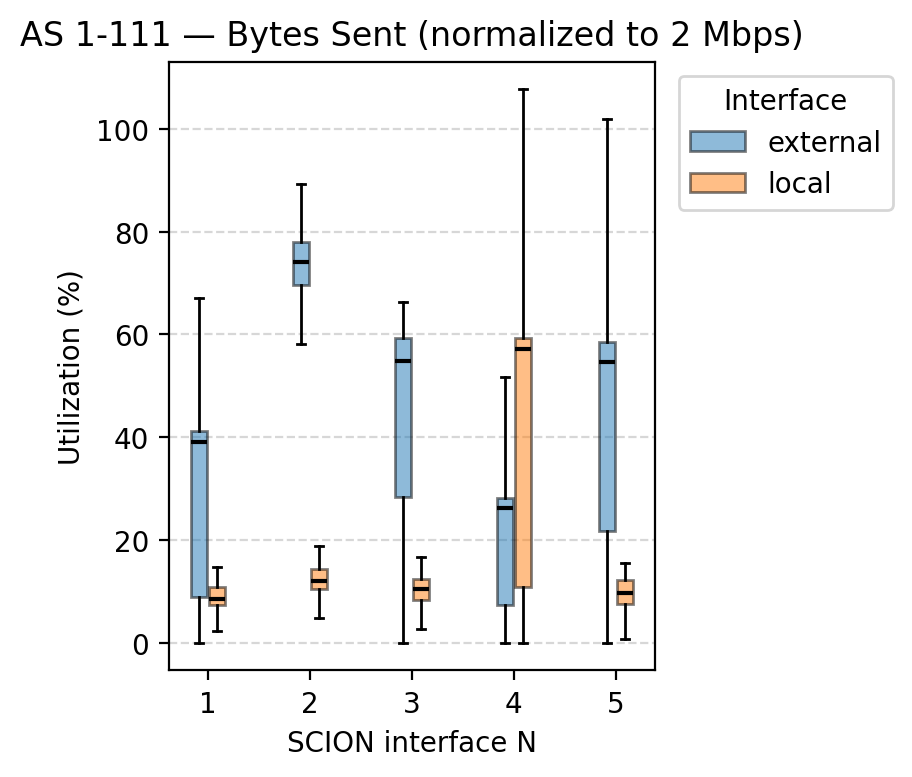 AS 1-111 — Bytes Sent (normalized to 2 Mbps)
Interface
external
local
Utilization (%)
100
80
60
40
20
0
1 2 3 4 5
SCION interface N